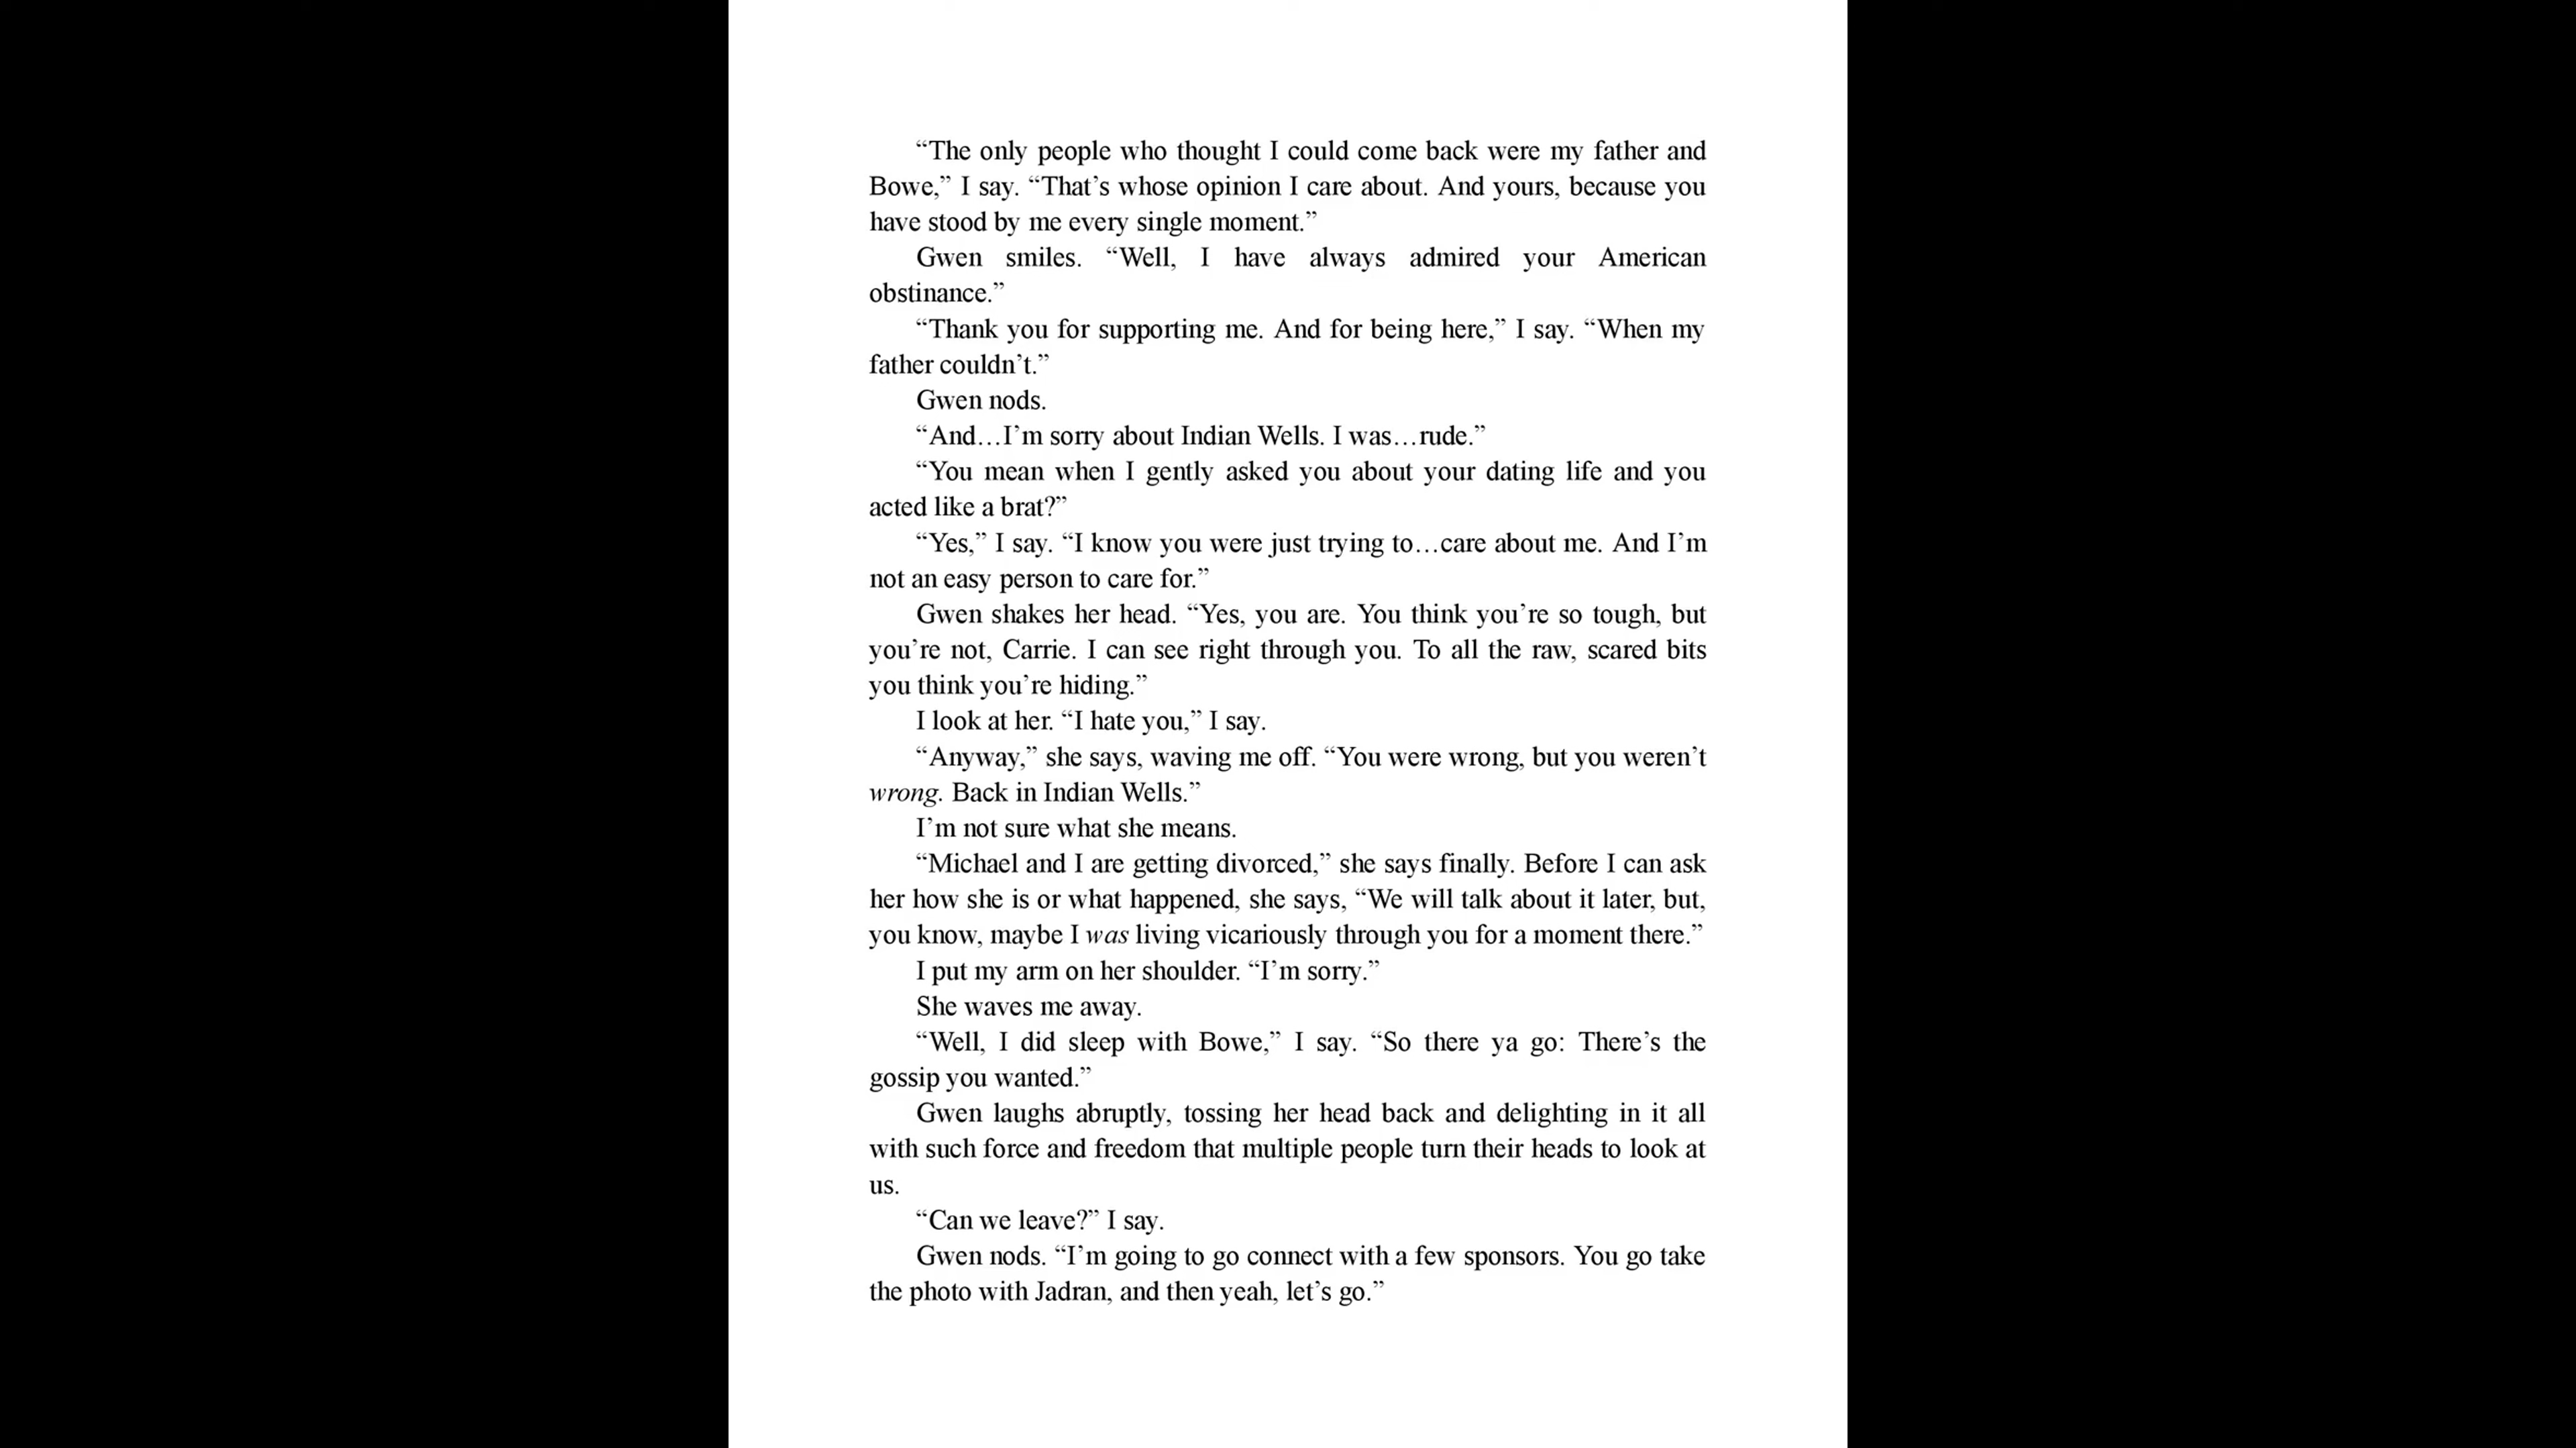 “The only people who thought I could come back were my father and
Bowe,” I say. “That’s whose opinion I care about. And yours, because you
have stood by me every single moment.”
Gwen smiles. “Well, I have always admired your American
obstinance.”
“Thank you for supporting me. And for being here,” I say. “When my
father couldn’t.”
Gwen nods.
“And…I’m sorry about Indian Wells. I was…rude.”
“You mean when I gently asked you about your dating life and you
acted like a brat?”
“Yes,” I say. “I know you were just trying to…care about me. And I’m
not an easy person to care for.”
Gwen shakes her head. “Yes, you are. You think you’re so tough, but
you’re not, Carrie. I can see right through you. To all the raw, scared bits
you think you’re hiding.”
I look at her. “I hate you,” I say.
“Anyway,” she says, waving me off. “You were wrong, but you weren’t
wrong. Back in Indian Wells.”
I’m not sure what she means.
“Michael and I are getting divorced,” she says finally. Before I can ask
her how she is or what happened, she says, “We will talk about it later, but,
you know, maybe I was living vicariously through you for a moment there.”
I put my arm on her shoulder. “I’m sorry.”
She waves me away.
“Well, I did sleep with Bowe,” I say. “So there ya go: There’s the
gossip you wanted.”
Gwen laughs abruptly, tossing her head back and delighting in it all
with such force and freedom that multiple people turn their heads to look at
us.
“Can we leave?” I say.
Gwen nods. “I’m going to go connect with a few sponsors. You go take
the photo with Jadran, and then yeah, let’s go.”